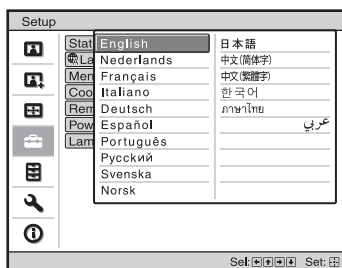 Setup
Stat
La
Men
Coo
Rem
Pow
Lam
English
Nederlands
Français
Italiano
Deutsch
Español
Português
Русский
Svenska
Norsk
日本語
中文(简体字)
中文(繁體字)
한국어
ภาษาไทย
عربي
Sel: Set: